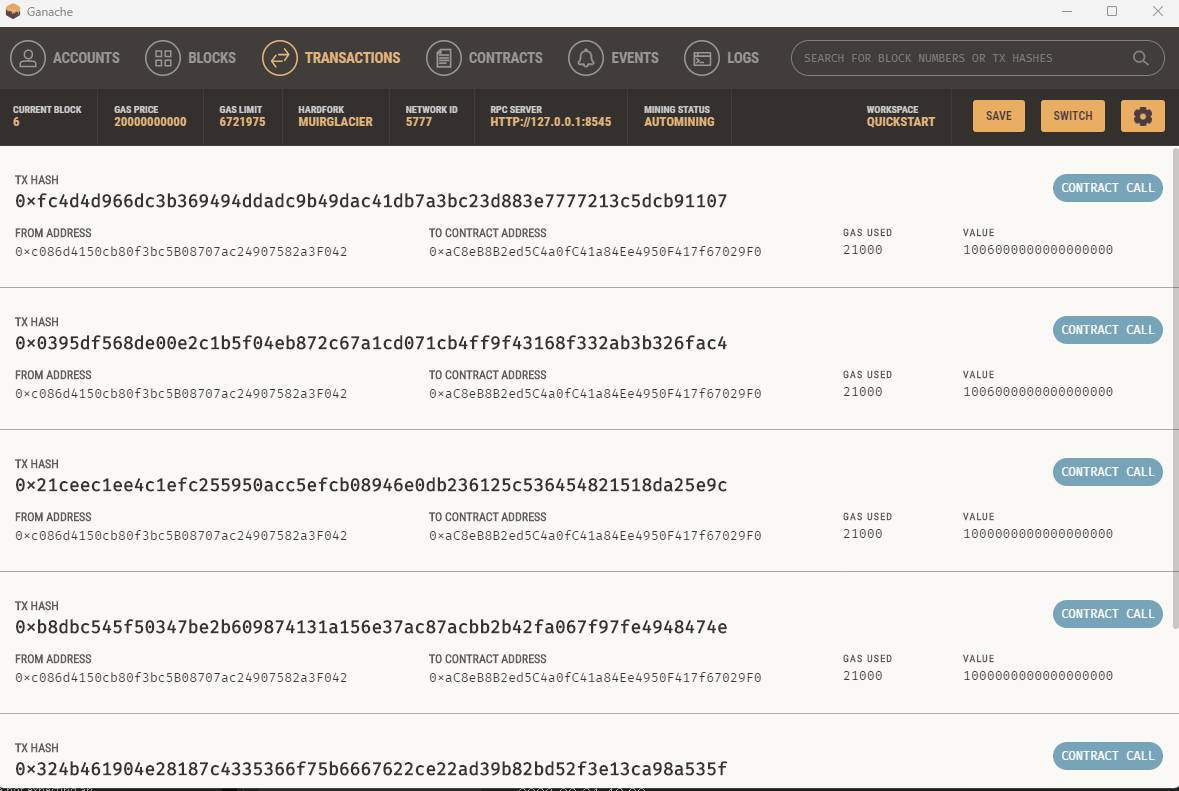 Ganache
ACCOUNTS BLOCKS TRANSACTIONS CONTRACTS EVENTS LOGS SEARCH FOR BLOCK NUMBERS OR TX HASHES
CURRENT BLOCK GAS PRICE GAS LIMIT HARDFORK NETWORK ID RPC SERVER MINING STATUS WORKSPACE
6 20000000000 6721975 MUIRGLACIER 5777 HTTP://127.0.0.1:8545 AUTOMINING QUICKSTART SAVE SWITCH
TX HASH
0×fc4d4d966dc3b369494ddadc9b49dac41db7a3bc23d883e7777213c5dcb91107 CONTRACT CALL
FROM ADDRESS TO CONTRACT ADDRESS GAS USED VALUE
0×c086d4150cb80f3bc5B08707ac24907582a3F042 0×aC8eB8B2ed5C4a0fC41a84Ee4950F417f67029F0 21000 1006000000000000000
TX HASH
0×0395df568de00e2c1b5f04eb872c67a1cd071cb4ff9f43168f332ab3b326fac4 CONTRACT CALL
FROM ADDRESS TO CONTRACT ADDRESS GAS USED VALUE
0×c086d4150cb80f3bc5B08707ac24907582a3F042 0×aC8eB8B2ed5C4a0fC41a84Ee4950F417f67029F0 21000 1006000000000000000
TX HASH
0×21ceec1ee4c1efc255950acc5efcb08946e0db236125c536454821518da25e9c CONTRACT CALL
FROM ADDRESS TO CONTRACT ADDRESS GAS USED VALUE
0×c086d4150cb80f3bc5B08707ac24907582a3F042 0×aC8eB8B2ed5C4a0fC41a84Ee4950F417f67029F0 21000 1000000000000000000
TX HASH
0×b8dbc545f50347be2b609874131a156e37ac87acbb2b42fa067f97fe4948474e CONTRACT CALL
FROM ADDRESS TO CONTRACT ADDRESS GAS USED VALUE
0×c086d4150cb80f3bc5B08707ac24907582a3F042 0×aC8eB8B2ed5C4a0fC41a84Ee4950F417f67029F0 21000 1000000000000000000
TX HASH
0×324b461904e28187c4335366f75b6667622ce22ad39b82bd52f3e13ca98a535f CONTRACT CALL